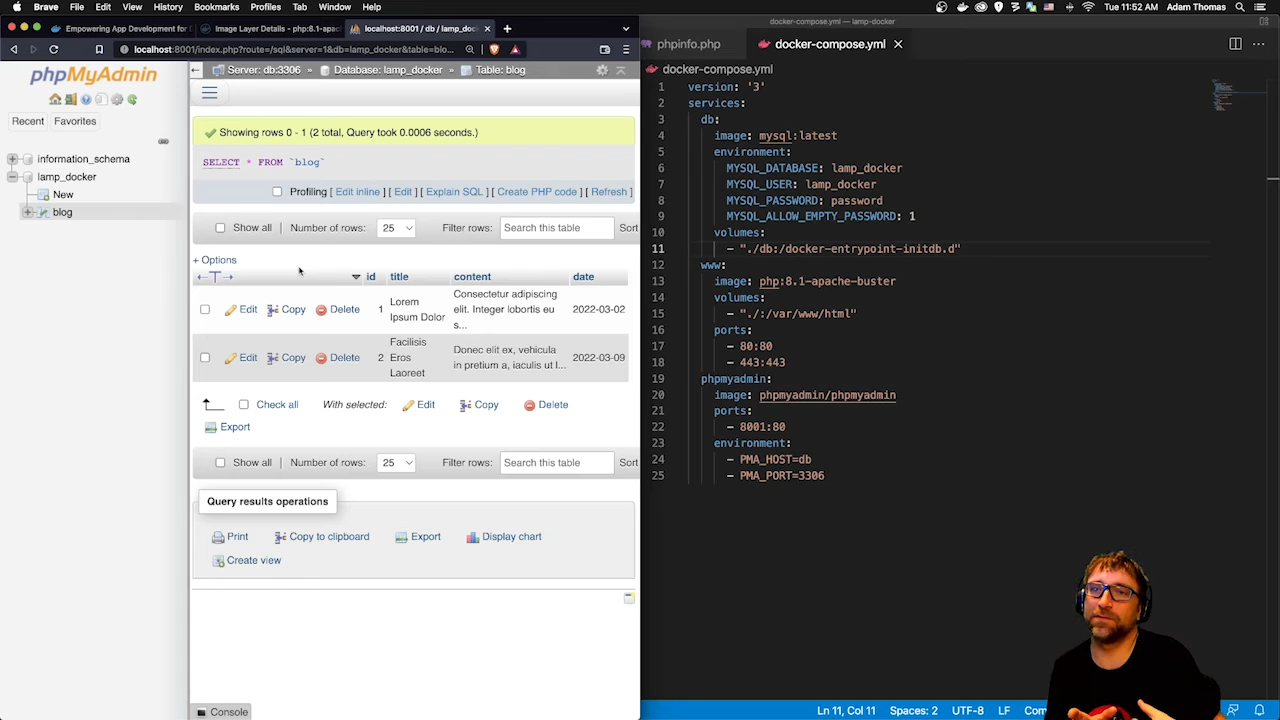 Brave File Edit View History Bookmarks Profiles Tab Window Help
Tue 11:52 AM Adam Thomas
Empowering App Development for D
Image Layer Details - php:8.1-apach
localhost:8001 / db / lamp_docke
localhost:8001/index.php?route=/sql&server=1&db=lamp_docker&table=blo...
phpMyAdmin
Recent Favorites
information_schema
lamp_docker
New
blog
Server: db:3306 » Database: lamp_docker » Table: blog
Showing rows 0 - 1 (2 total, Query took 0.0006 seconds.)
SELECT * FROM `blog`
Profiling [ Edit inline ] [ Edit ] [ Explain SQL ] [ Create PHP code ] [ Refresh ]
Show all Number of rows: 25 Filter rows: Search this table Sort
+ Options
id title content date
Edit Copy Delete 1 Lorem Ipsum Dolor Consectetur adipiscing elit. Integer lobortis eu s... 2022-03-02
Edit Copy Delete 2 Facilisis Eros Laoreet Donec elit ex, vehicula in pretium a, iaculis ut l... 2022-03-09
Check all With selected: Edit Copy Delete
Export
Show all Number of rows: 25 Filter rows: Search this table Sort
Query results operations
Print Copy to clipboard Export Display chart
Create view
Console
docker-compose.yml — lamp-docker
phpinfo.php docker-compose.yml
docker-compose.yml
1 version: '3'
2 services:
3 db:
4 image: mysql:latest
5 environment:
6 MYSQL_DATABASE: lamp_docker
7 MYSQL_USER: lamp_docker
8 MYSQL_PASSWORD: password
9 MYSQL_ALLOW_EMPTY_PASSWORD: 1
10 volumes:
11 - "./db:/docker-entrypoint-initdb.d"
12 www:
13 image: php:8.1-apache-buster
14 volumes:
15 - "./:/var/www/html"
16 ports:
17 - 80:80
18 - 443:443
19 phpmyadmin:
20 image: phpmyadmin/phpmyadmin
21 ports:
22 - 8001:80
23 environment:
24 - PMA_HOST=db
25 - PMA_PORT=3306
Ln 11, Col 11 Spaces: 2 UTF-8 LF Com